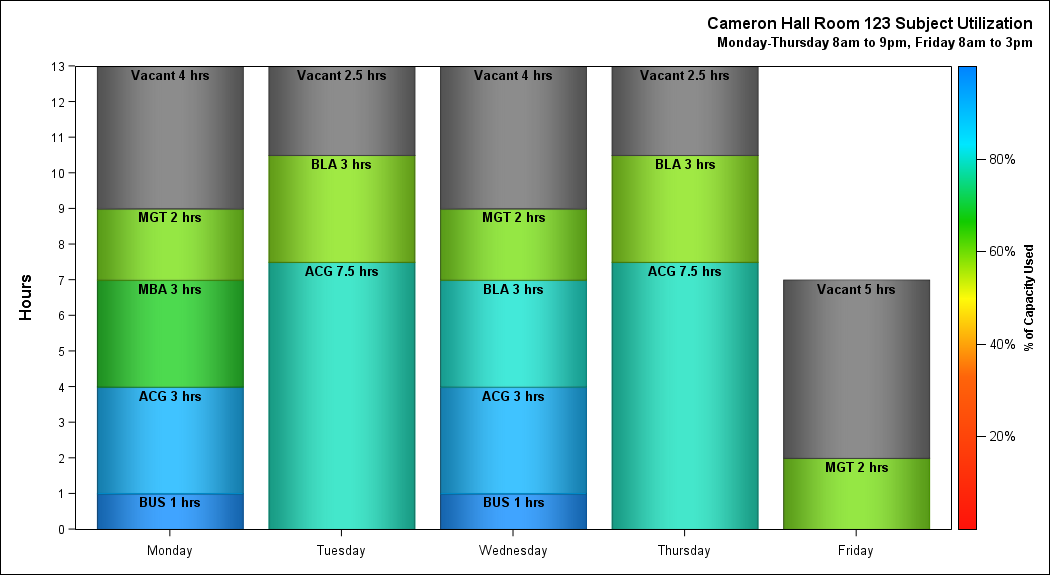 Cameron Hall Room 123 Subject Utilization
Monday-Thursday 8am to 9pm, Friday 8am to 3pm
Hours
13
12
11
10
9
8
7
6
5
4
3
2
1
0
Vacant 4 hrs
MGT 2 hrs
MBA 3 hrs
ACG 3 hrs
BUS 1 hrs
Monday
Vacant 2.5 hrs
BLA 3 hrs
ACG 7.5 hrs
Tuesday
Vacant 4 hrs
MGT 2 hrs
BLA 3 hrs
ACG 3 hrs
BUS 1 hrs
Wednesday
Vacant 2.5 hrs
BLA 3 hrs
ACG 7.5 hrs
Thursday
Vacant 5 hrs
MGT 2 hrs
Friday
80%
60%
40%
20%
% of Capacity Used